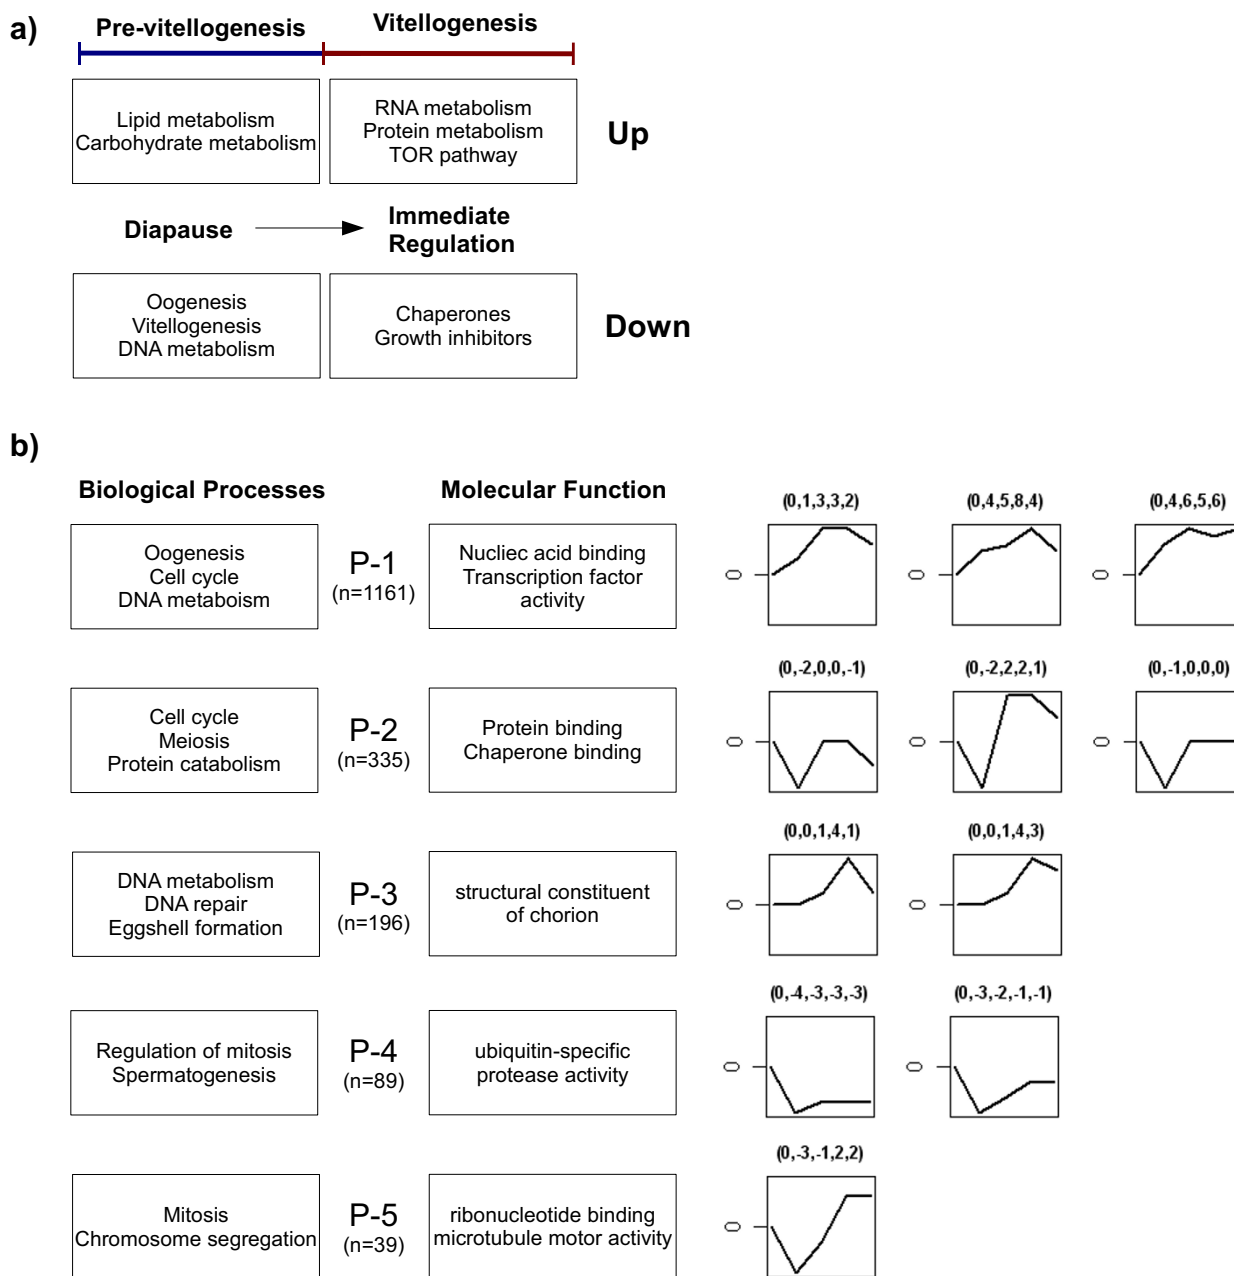 a)
Pre-vitellogenesis
Vitellogenesis
Lipid metabolism
Carbohydrate metabolism
RNA metabolism
Protein metabolism
TOR pathway
Up
Diapause
Immediate
Regulation
Oogenesis
Vitellogenesis
DNA metabolism
Chaperones
Growth inhibitors
Down
b)
Biological Processes
Molecular Function
Oogenesis
Cell cycle
DNA metaboism
P-1
(n=1161)
Nucliec acid binding
Transcription factor
activity
(0,1,3,3,2)
0
(0,4,5,8,4)
0
(0,4,6,5,6)
0
Cell cycle
Meiosis
Protein catabolism
P-2
(n=335)
Protein binding
Chaperone binding
(0,-2,0,0,-1)
0
(0,-2,2,2,1)
0
(0,-1,0,0,0)
0
DNA metabolism
DNA repair
Eggshell formation
P-3
(n=196)
structural constituent
of chorion
(0,0,1,4,1)
0
(0,0,1,4,3)
0
Regulation of mitosis
Spermatogenesis
P-4
(n=89)
ubiquitin-specific
protease activity
(0,-4,-3,-3,-3)
0
(0,-3,-2,-1,-1)
0
Mitosis
Chromosome segregation
P-5
(n=39)
ribonucleotide binding
microtubule motor activity
(0,-3,-1,2,2)
0